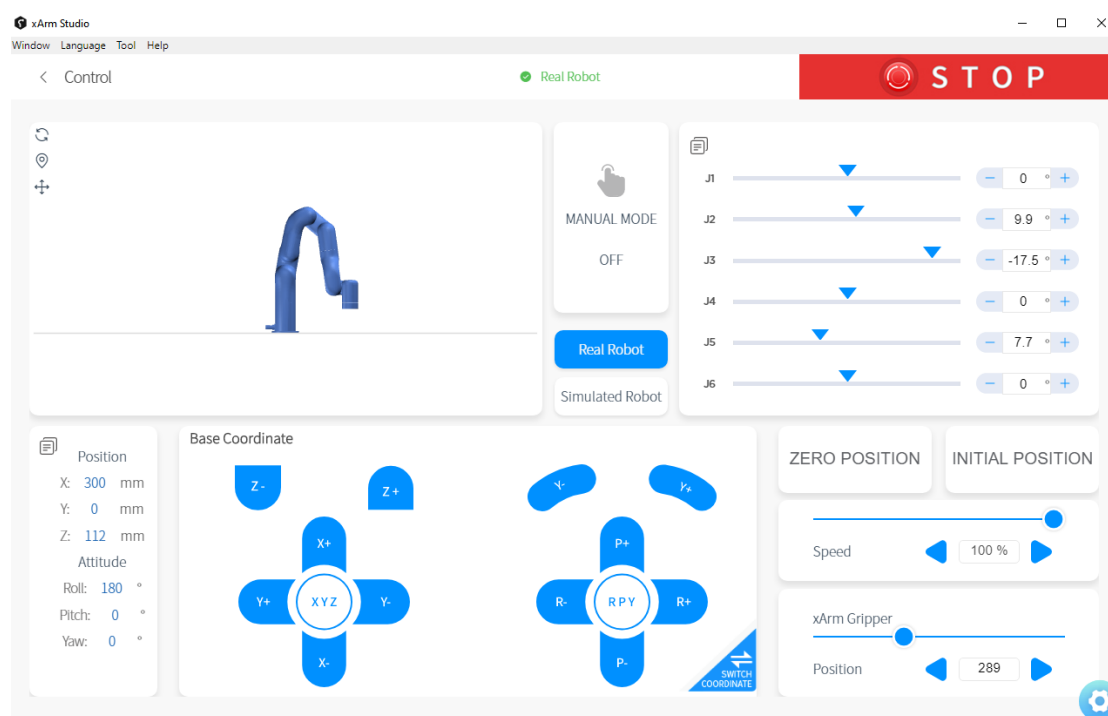 xArm Studio
Window Language Tool Help
Control
Real Robot
STOP
MANUAL MODE
OFF
Real Robot
Simulated Robot
J1 − 0 ° +
J2 − 9.9 ° +
J3 − -17.5 ° +
J4 − 0 ° +
J5 − 7.7 ° +
J6 − 0 ° +
Position
X: 300 mm
Y: 0 mm
Z: 112 mm
Attitude
Roll: 180 °
Pitch: 0 °
Yaw: 0 °
Base Coordinate
Z -
Z +
X+
Y+
XYZ
Y-
X-
Y-
Y+
P+
R-
RPY
R+
P-
SWITCH
COORDINATE
ZERO POSITION
INITIAL POSITION
Speed 100 %
xArm Gripper
Position 289